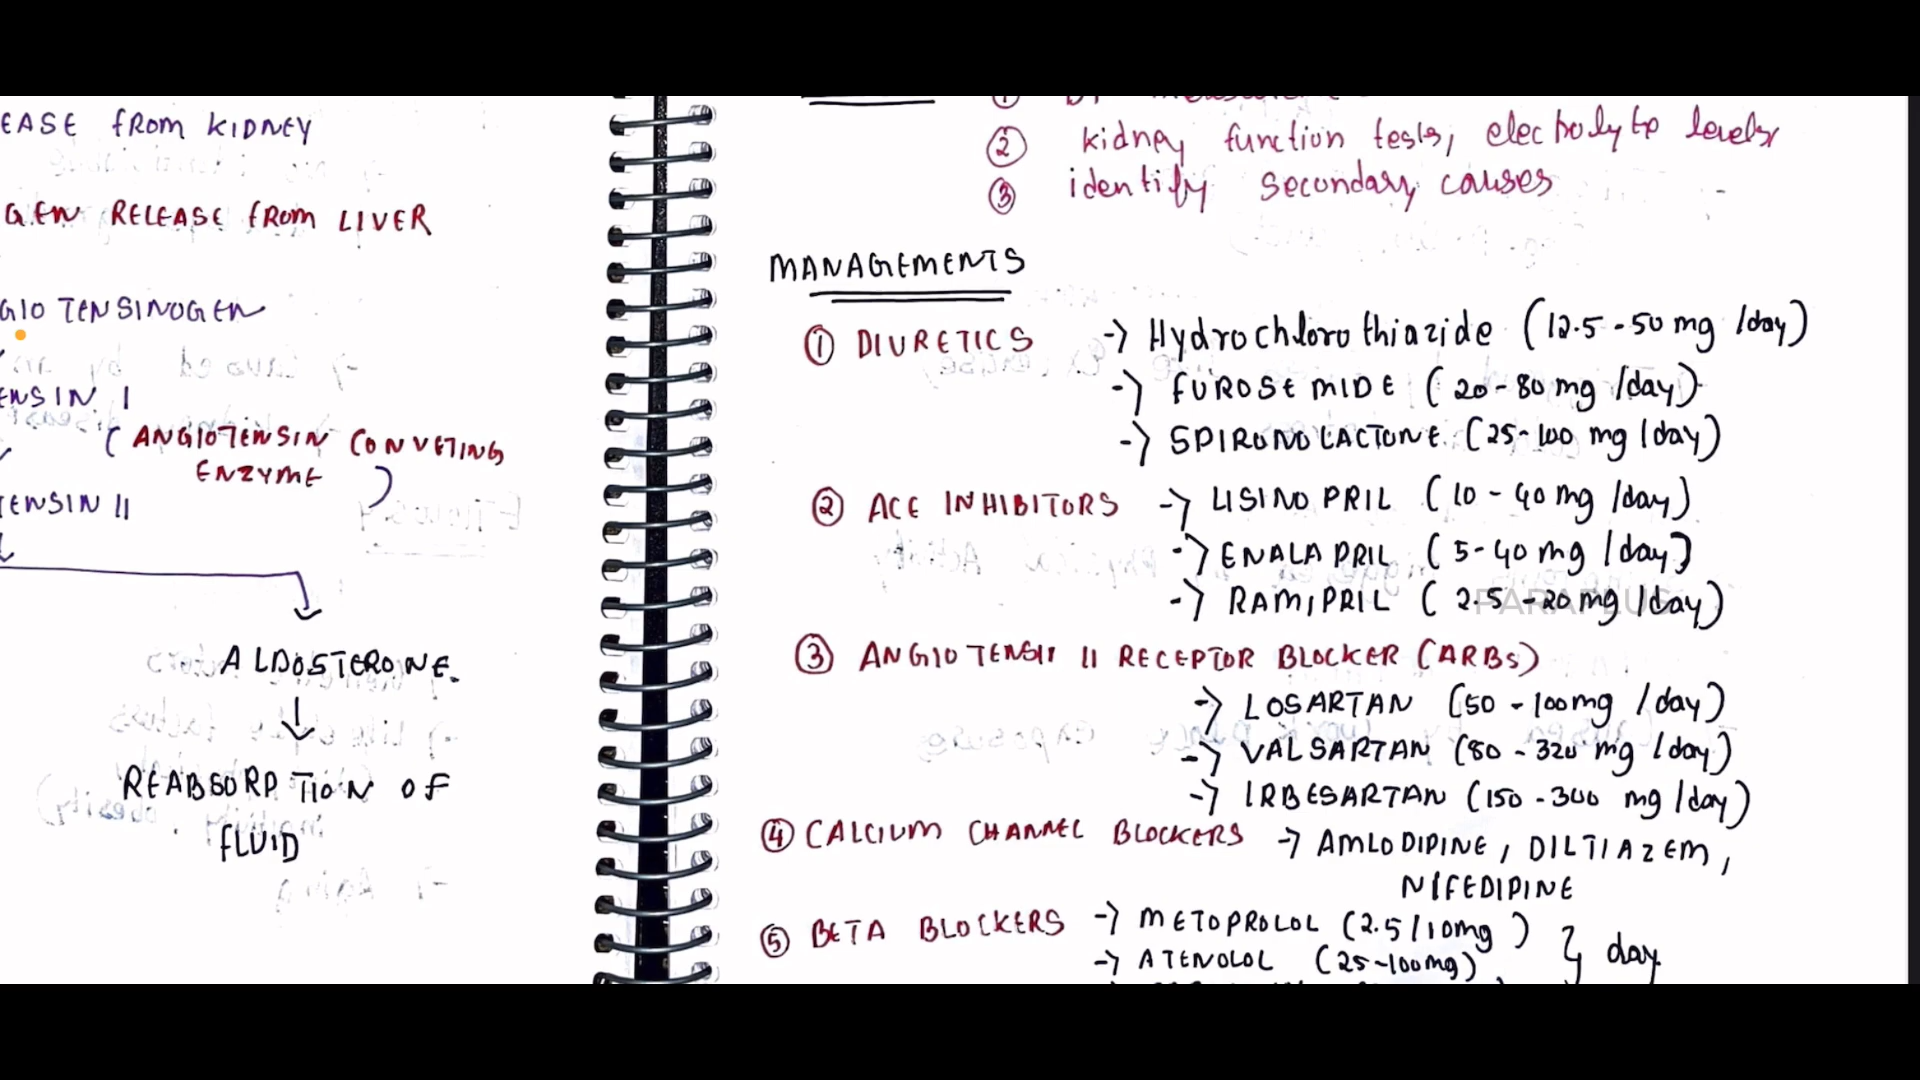 EASE FROM KIDNEY
GEN RELEASE FROM LIVER
GIOTENSINOGEN
ENSIN I
(ANGIOTENSIN CONVETING
ENZYME)
TENSIN II
ALDOSTERONE.
REABSORPTION OF
FLUID
② kidney function tests, electrolyte levels
③ identify secondary causes
MANAGEMENTS
① DIURETICS -> Hydrochlorothiazide (12.5-50 mg /day)
-> FUROSEMIDE (20-80 mg /day)
-> SPIRONOLACTONE (25-100 mg /day)
② ACE INHIBITORS -> LISINOPRIL (10-40 mg /day)
-> ENALAPRIL (5-40 mg /day)
-> RAMIPRIL (2.5-20 mg /day)
PARAPLUS
③ ANGIOTENSII II RECEPTOR BLOCKER (ARBs)
-> LOSARTAN (50-100mg /day)
-> VALSARTAN (80-320 mg /day)
-> IRBESARTAN (150-300 mg /day)
④ CALCIUM CHANNEL BLOCKERS -> AMLODIPINE, DILTIAZEM,
NIFEDIPINE
⑤ BETA BLOCKERS -> METOPROLOL (2.5/10mg) } day
-> ATENOLOL (25-100mg)